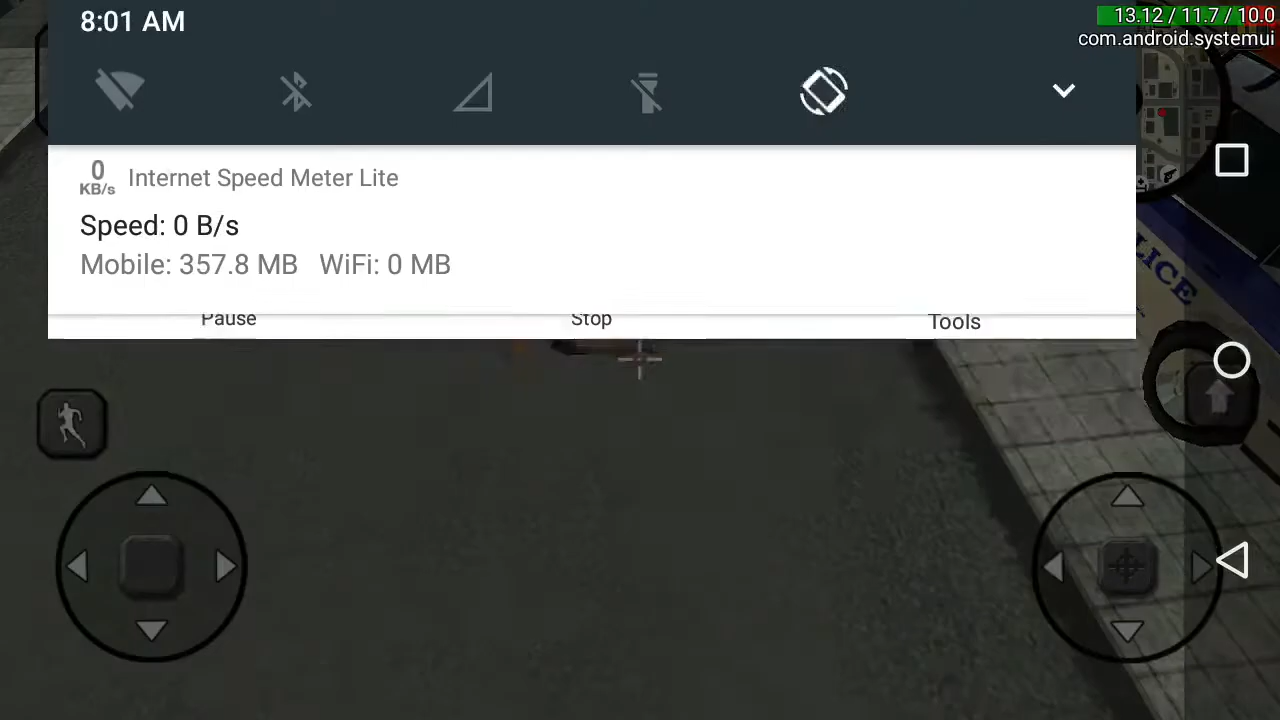 8:01 AM
13.12 / 11.7 / 10.0
com.android.systemui
0
KB/s
Internet Speed Meter Lite
Speed: 0 B/s
Mobile: 357.8 MB WiFi: 0 MB
Pause
Stop
Tools
LICE